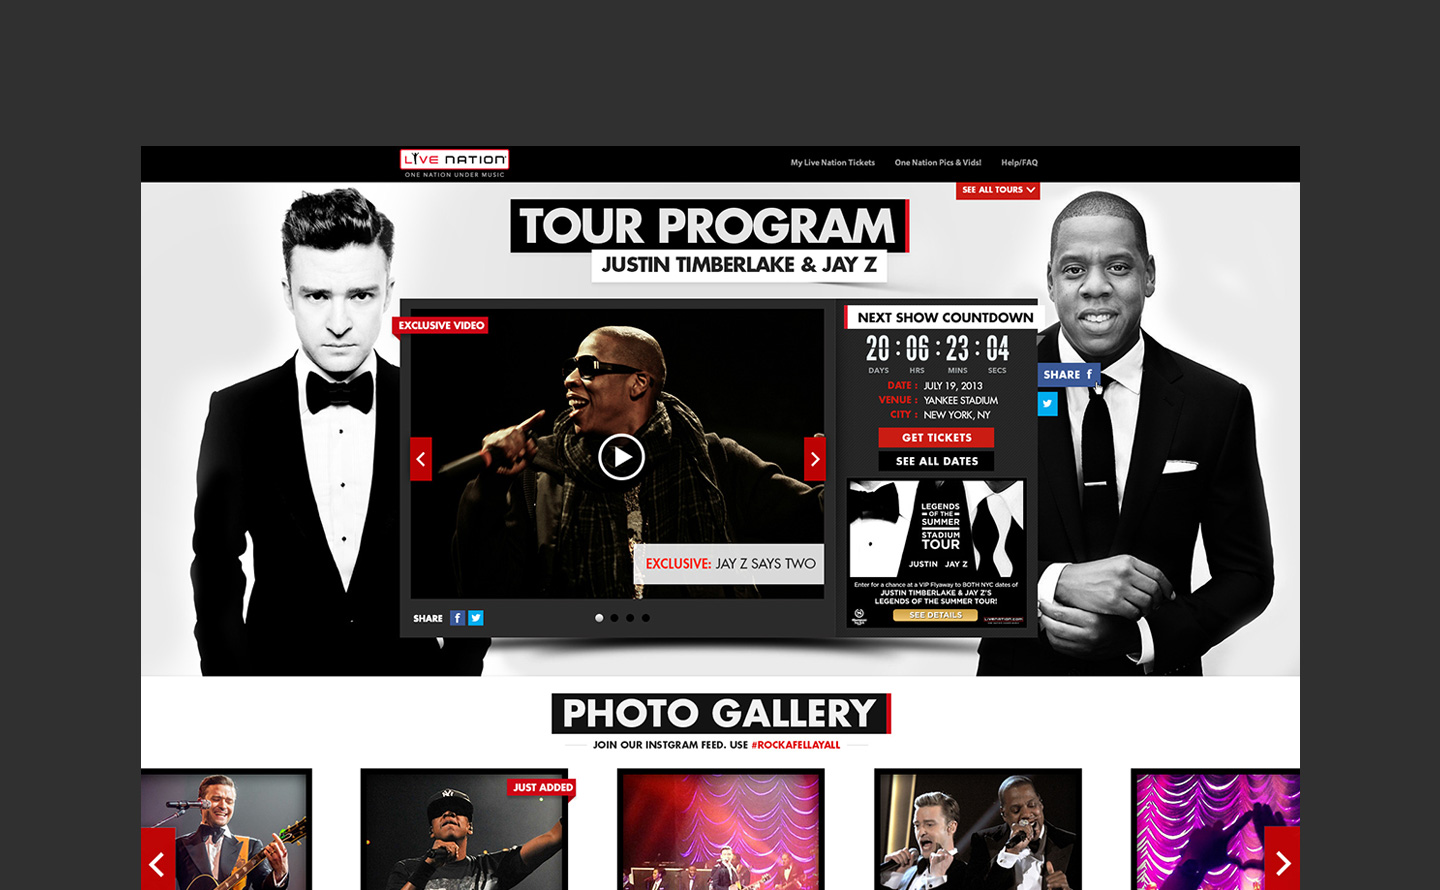 LIVE NATION
ONE NATION UNDER MUSIC
My Live Nation Tickets
One Nation Pics & Vids!
Help/FAQ
SEE ALL TOURS
TOUR PROGRAM
JUSTIN TIMBERLAKE & JAY Z
EXCLUSIVE VIDEO
EXCLUSIVE: JAY Z SAYS TWO
SHARE f
NEXT SHOW COUNTDOWN
20 : 06 : 23 : 04
DAYS HRS MINS SECS
DATE : JULY 19, 2013
VENUE : YANKEE STADIUM
CITY : NEW YORK, NY
GET TICKETS
SEE ALL DATES
LEGENDS
OF THE
SUMMER
STADIUM
TOUR
JUSTIN JAY Z
Enter for a chance at a VIP Flyaway to BOTH NYC dates of
JUSTIN TIMBERLAKE & JAY Z'S
LEGENDS OF THE SUMMER TOUR!
SEE DETAILS
LIVENATION.com
SHARE f
PHOTO GALLERY
JOIN OUR INSTGRAM FEED. USE #ROCKAFELLAYALL
JUST ADDED